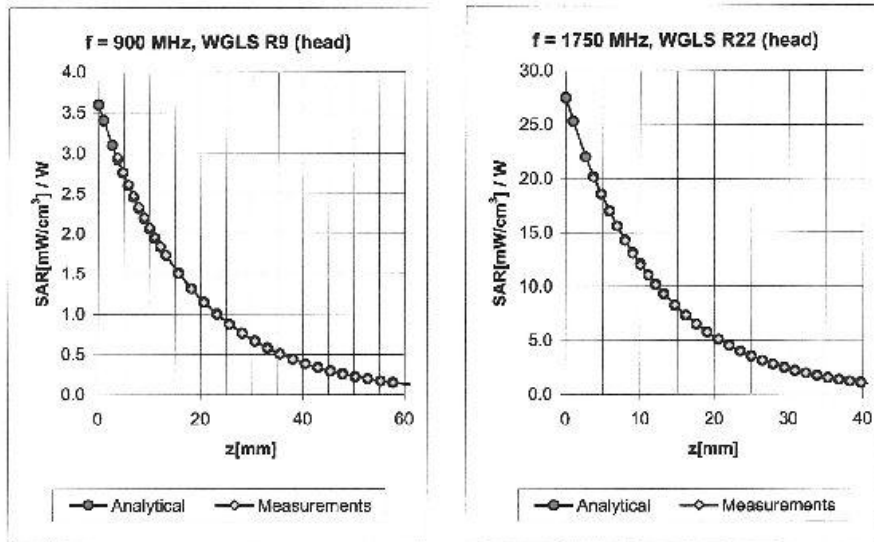 f = 900 MHz, WGLS R9 (head)
4.0
3.5
3.0
2.5
2.0
1.5
1.0
0.5
0.0
SAR[mW/cm³] / W
0 20 40 60
z[mm]
Analytical Measurements
f = 1750 MHz, WGLS R22 (head)
30.0
25.0
20.0
15.0
10.0
5.0
0.0
SAR[mW/cm³] / W
0 10 20 30 40
z[mm]
Analytical Measurements